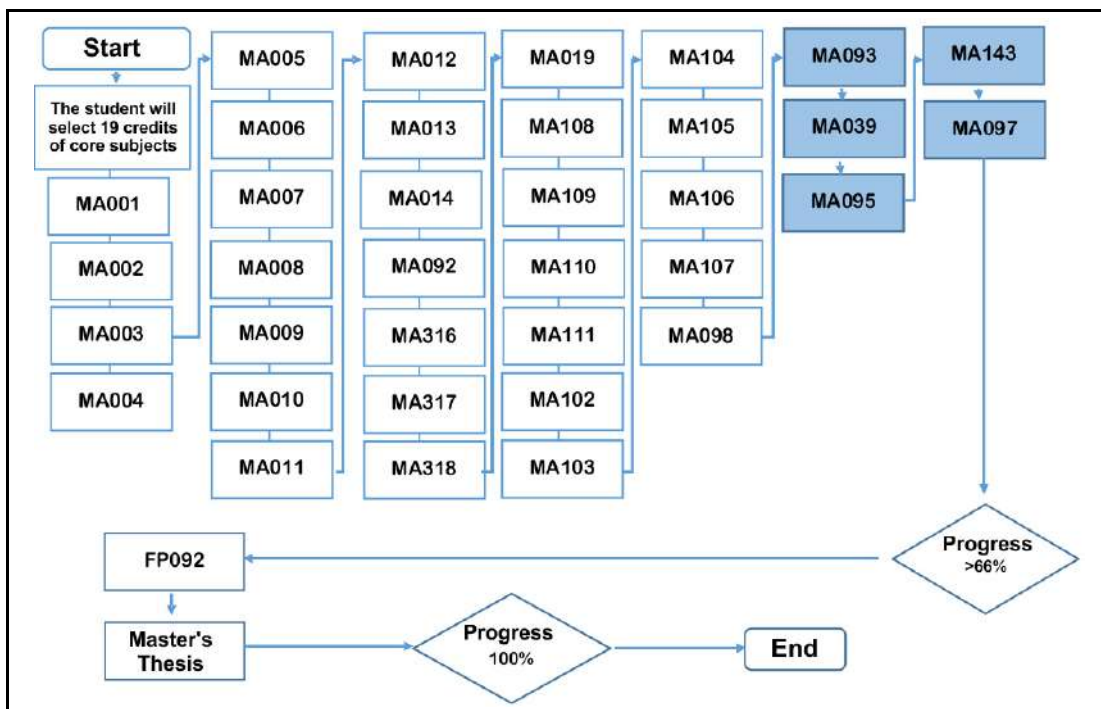 Start
The student will
select 19 credits
of core subjects
MA001
MA002
MA003
MA004
MA005
MA006
MA007
MA008
MA009
MA010
MA011
MA012
MA013
MA014
MA092
MA316
MA317
MA318
MA019
MA108
MA109
MA110
MA111
MA102
MA103
MA104
MA105
MA106
MA107
MA098
MA093
MA039
MA095
MA143
MA097
Progress
>66%
FP092
Master's
Thesis
Progress
100%
End